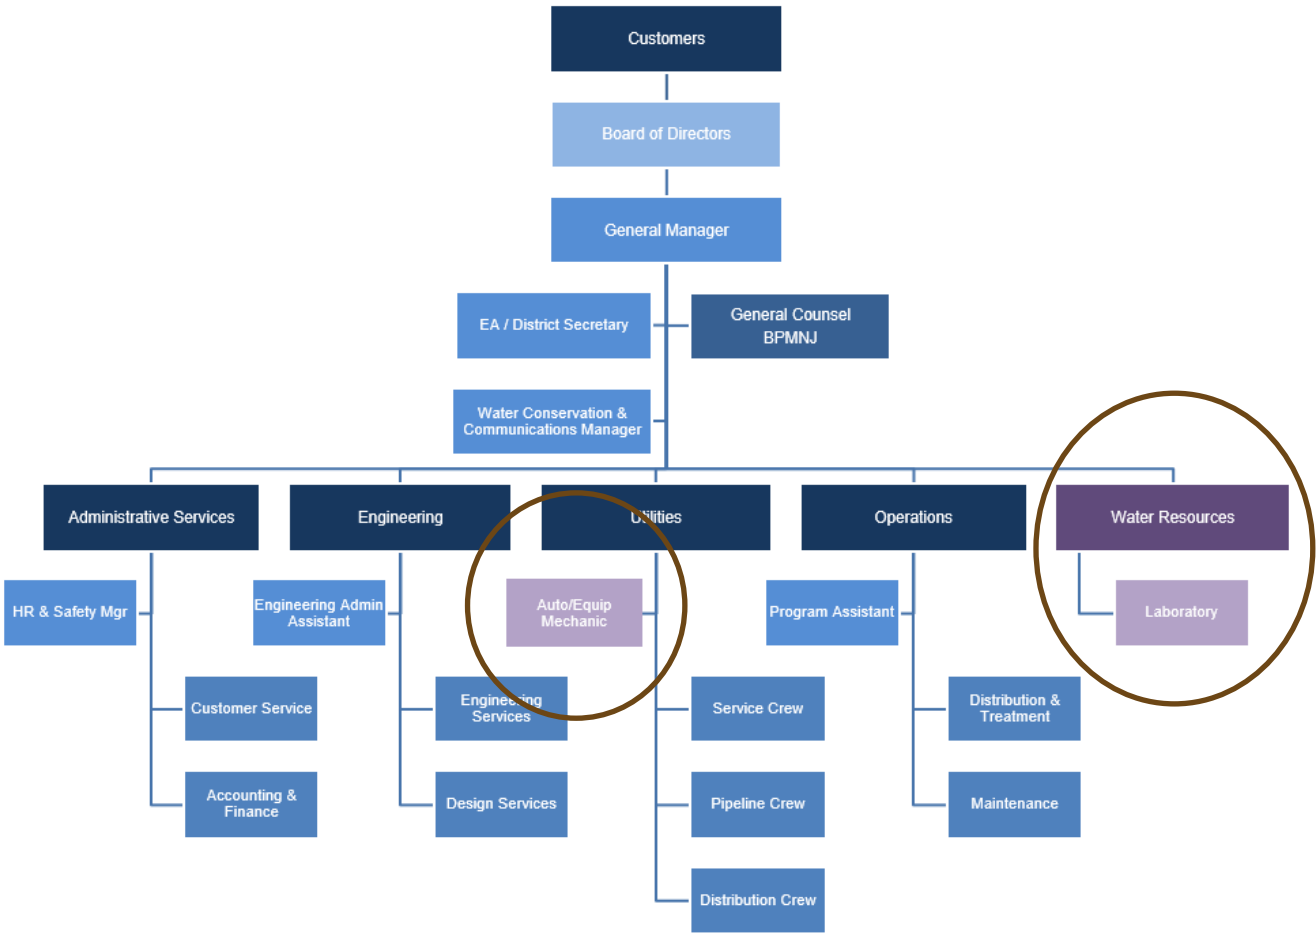 Customers
Board of Directors
General Manager
EA / District Secretary
General Counsel
BPMNJ
Water Conservation &
Communications Manager
Administrative Services
Engineering
Utilities
Operations
Water Resources
HR & Safety Mgr
Engineering Admin
Assistant
Auto/Equip
Mechanic
Program Assistant
Laboratory
Customer Service
Engineering
Services
Service Crew
Distribution &
Treatment
Accounting &
Finance
Design Services
Pipeline Crew
Maintenance
Distribution Crew